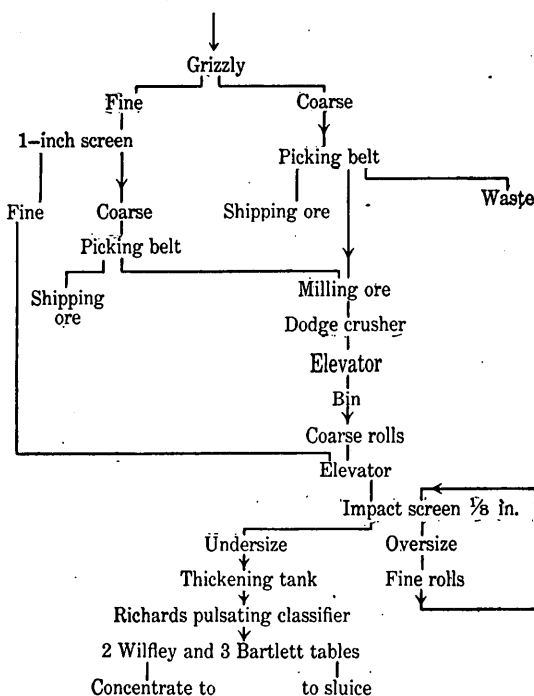 Grizzly
Fine Coarse
1-inch screen
Picking belt
Waste
Fine Coarse Shipping ore
Picking belt
Shipping
ore
Milling ore
Dodge crusher
Elevator
Bin
Coarse rolls
Elevator
Impact screen 1/8 in.
Undersize Oversize
Thickening tank Fine rolls
Richards pulsating classifier
2 Wilfley and 3 Bartlett tables
Concentrate to to sluice